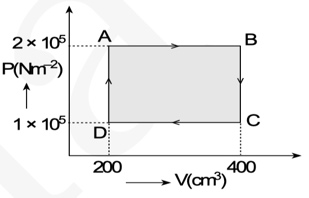 A B
2 × 10⁵
P(Nm⁻²)
1 × 10⁵
D C
200 400
V(cm³)